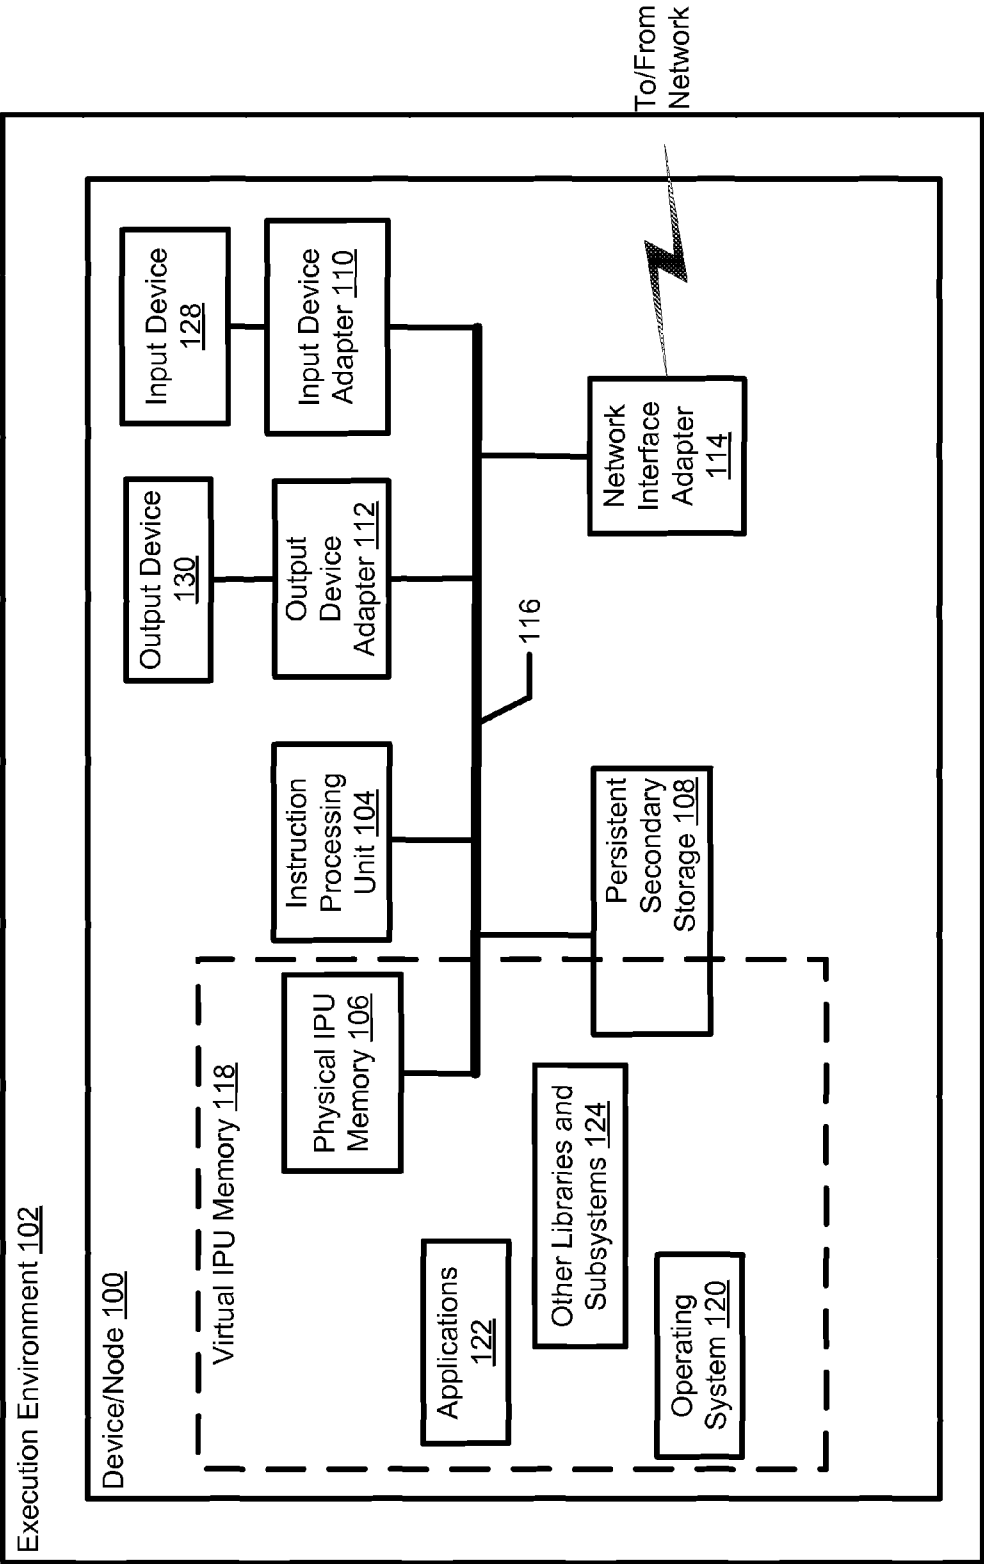 Execution Environment 102
Device/Node 100
Virtual IPU Memory 118
Output Device
130
Input Device
128
Physical IPU
Memory 106
Instruction
Processing
Unit 104
Output
Device
Adapter 112
Input Device
Adapter 110
Applications
122
116
Other Libraries and
Subsystems 124
Persistent
Secondary
Storage 108
Network
Interface
Adapter
114
Operating
System 120
To/From
Network